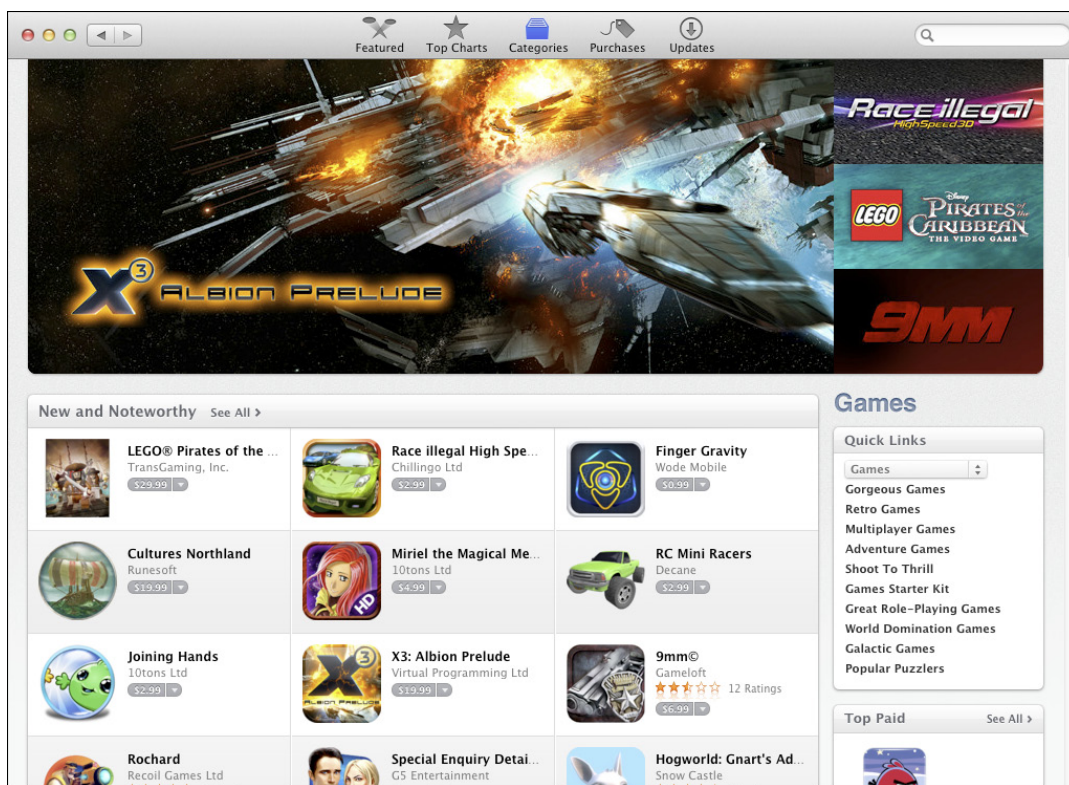 Featured
Top Charts
Categories
Purchases
Updates
X3 ALBION PRELUDE
Race illegal
HighSpeed3D
LEGO
Disney
PIRATES of the
CARIBBEAN
THE VIDEO GAME
9MM
New and Noteworthy See All >
LEGO® Pirates of the ...
TransGaming, Inc.
$29.99
Race illegal High Spe...
Chillingo Ltd
$2.99
Finger Gravity
Wode Mobile
$0.99
Cultures Northland
Runesoft
$19.99
HD
Miriel the Magical Me...
10tons Ltd
$4.99
RC Mini Racers
Decane
$2.99
Joining Hands
10tons Ltd
$2.99
X3
ALBION PRELUDE
X3: Albion Prelude
Virtual Programming Ltd
$19.99
9mm©
Gameloft
12 Ratings
$6.99
Rochard
Recoil Games Ltd
Special Enquiry Detai...
G5 Entertainment
Hogworld: Gnart's Ad...
Snow Castle
Games
Quick Links
Games
Gorgeous Games
Retro Games
Multiplayer Games
Adventure Games
Shoot To Thrill
Games Starter Kit
Great Role-Playing Games
World Domination Games
Galactic Games
Popular Puzzlers
Top Paid See All >